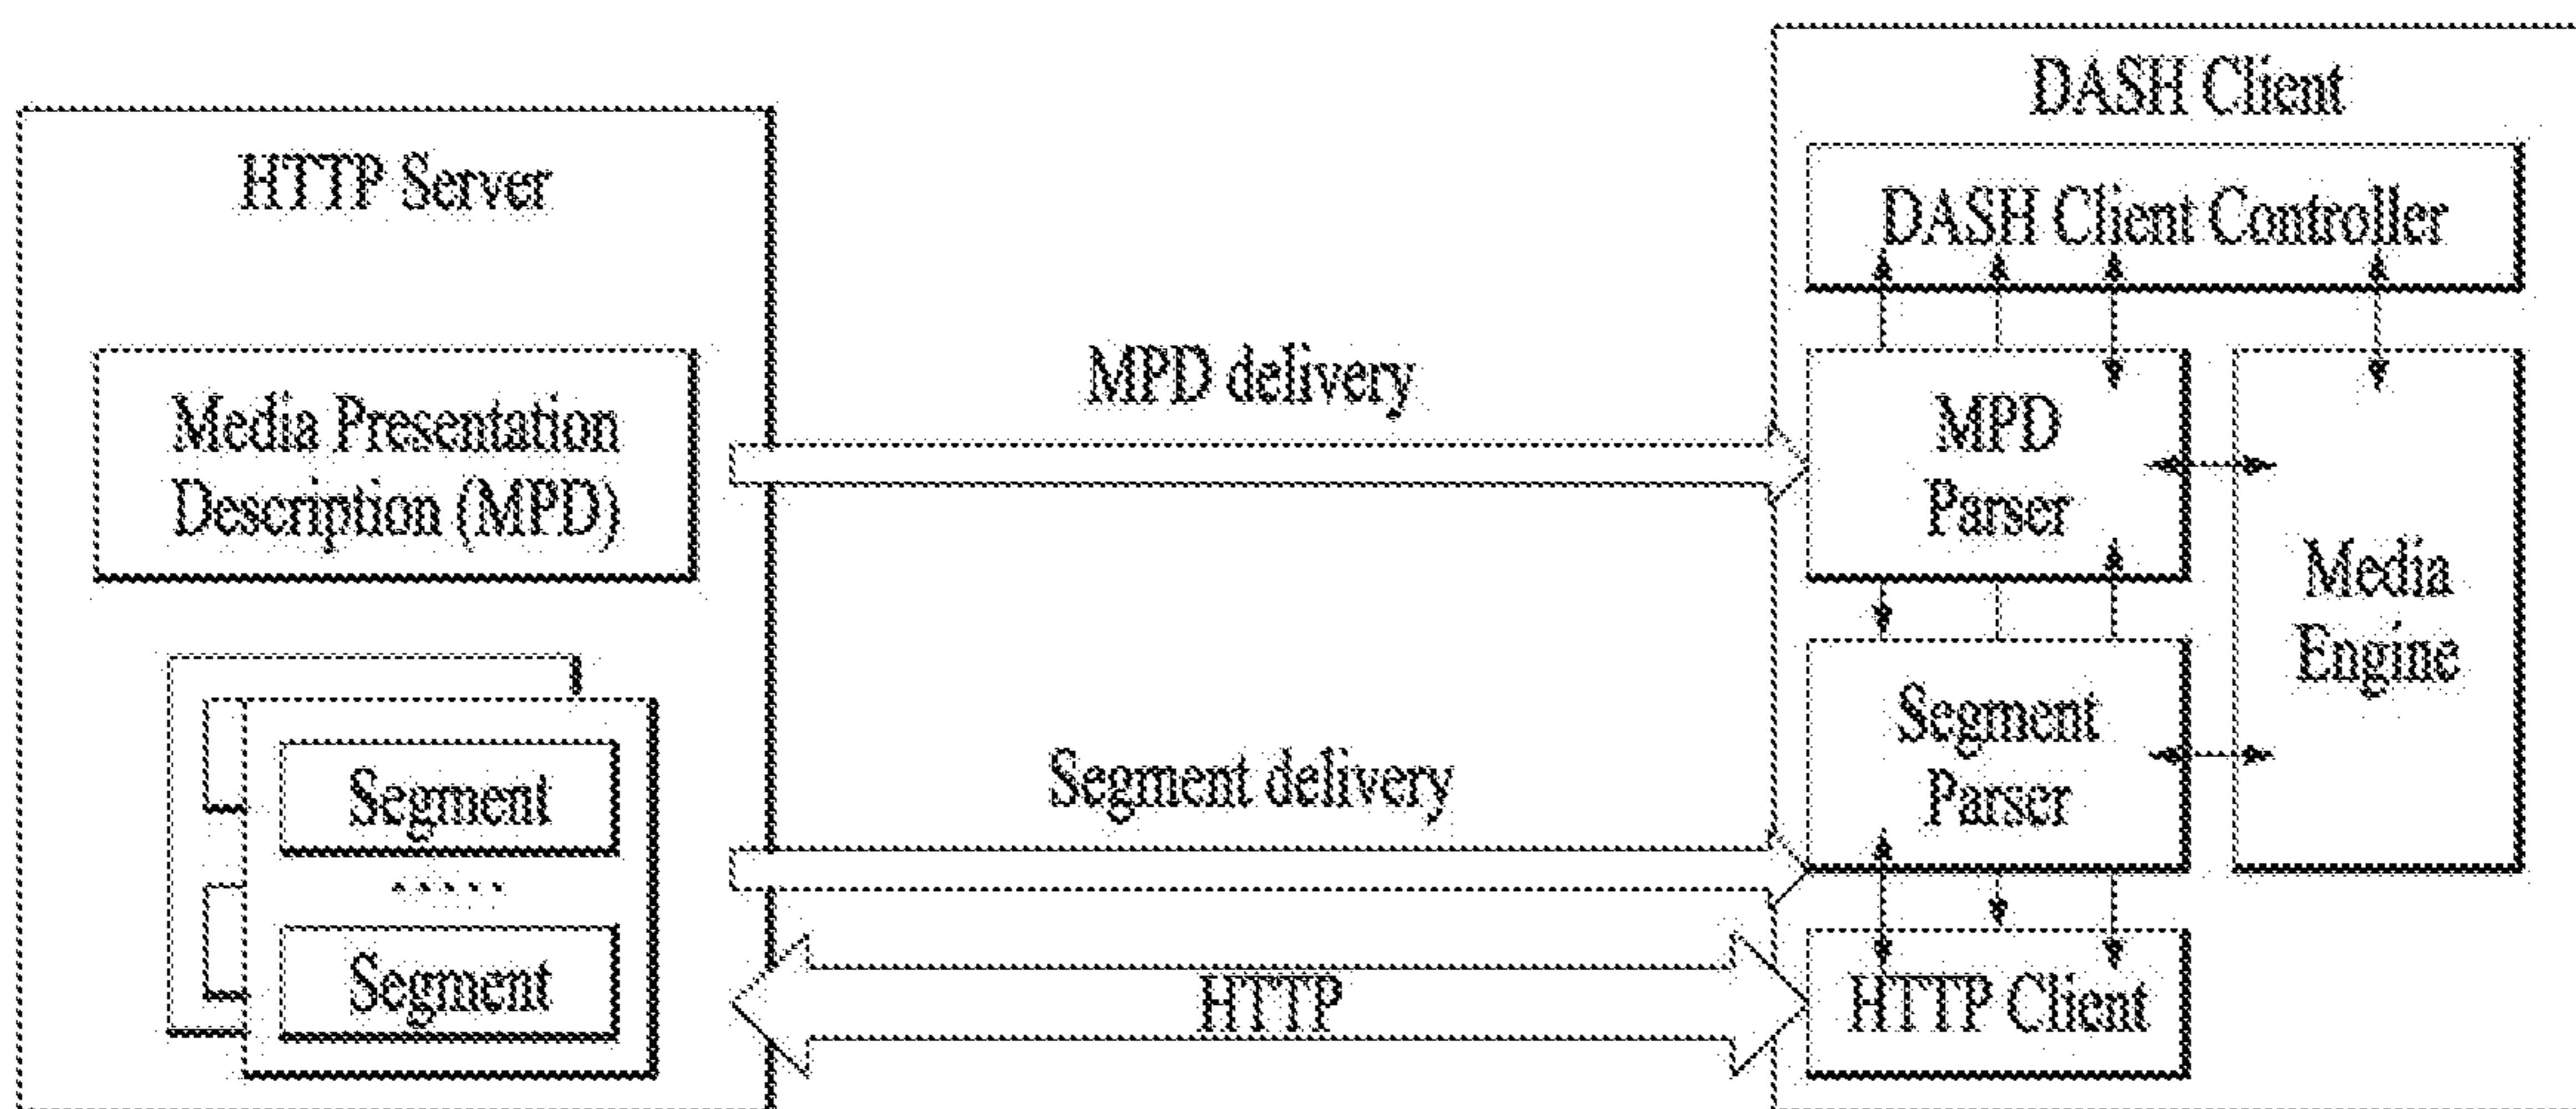 HTTP Server
Media Presentation
Description (MPD)
Segment
.....
Segment
MPD delivery
Segment delivery
HTTP
DASH Client
DASH Client Controller
MPD
Parser
Segment
Parser
Media
Engine
HTTP Client